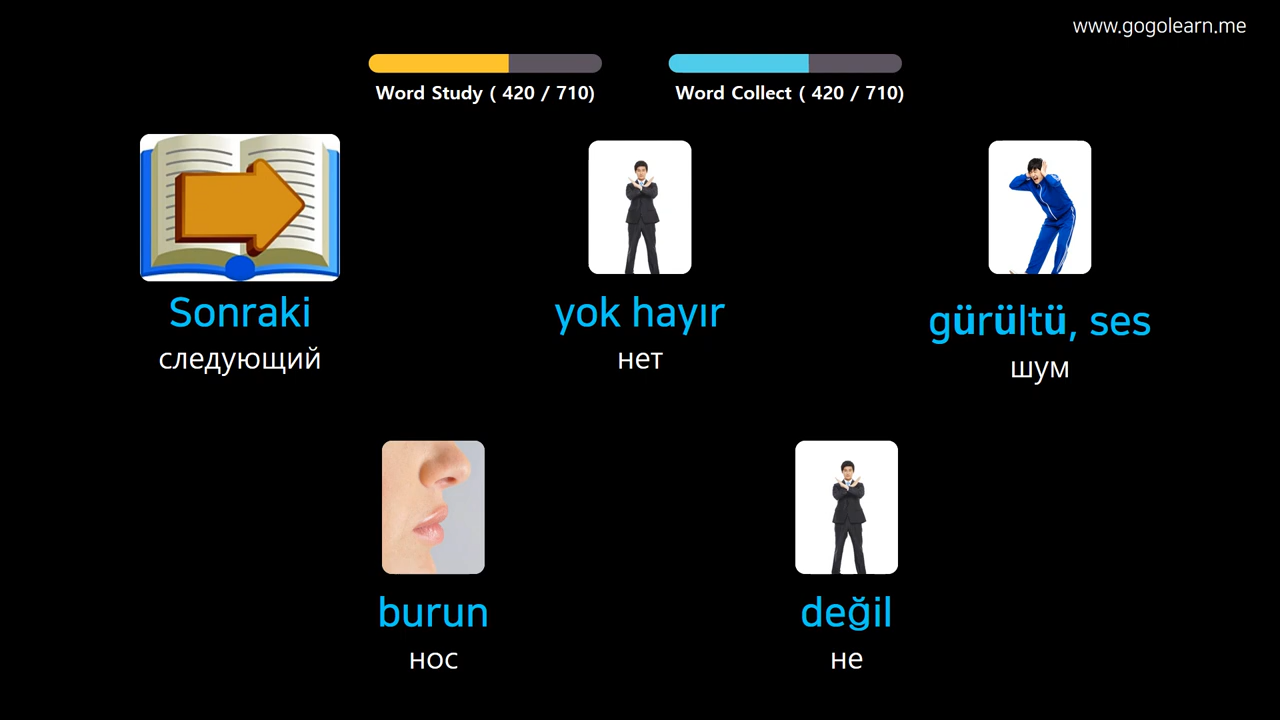 www.gogolearn.me
Word Study ( 420 / 710)
Word Collect ( 420 / 710)
Sonraki
следующий
yok hayır
нет
gürültü, ses
шум
burun
нос
değil
не